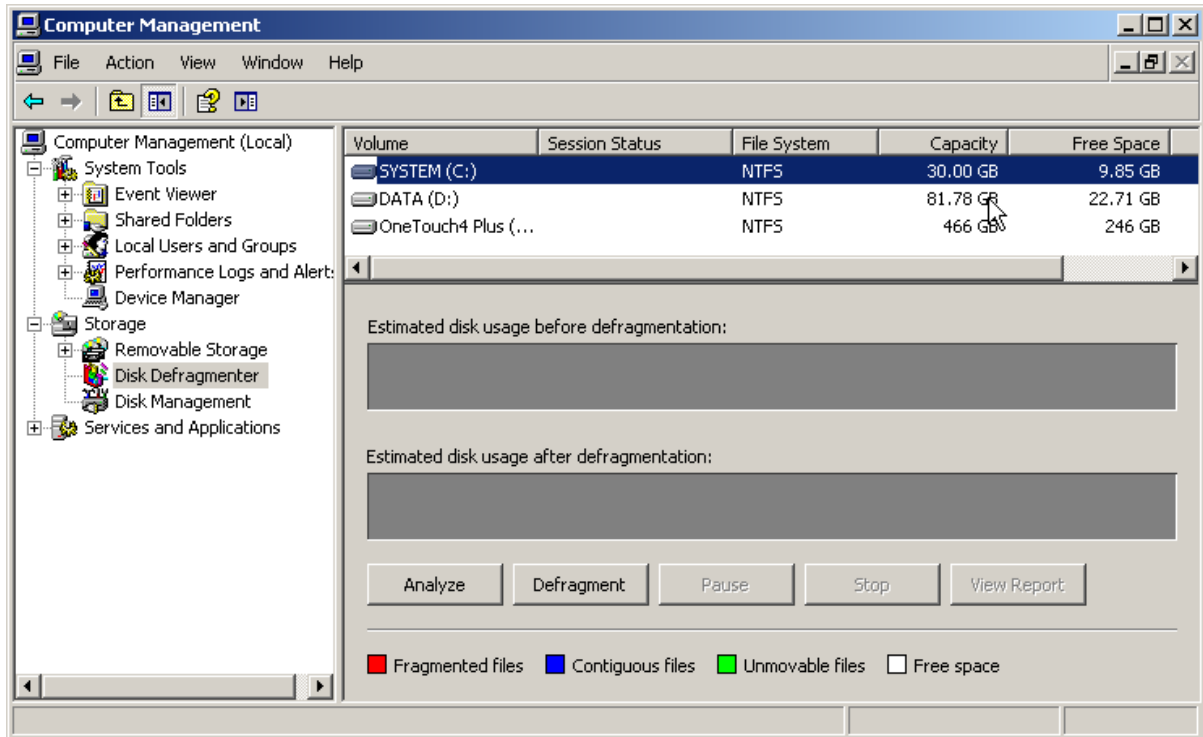 Computer Management
File Action View Window Help
Computer Management (Local)
System Tools
Event Viewer
Shared Folders
Local Users and Groups
Performance Logs and Alert
Device Manager
Storage
Removable Storage
Disk Defragmenter
Disk Management
Services and Applications
Volume Session Status File System Capacity Free Space
SYSTEM (C:) NTFS 30.00 GB 9.85 GB
DATA (D:) NTFS 81.78 GB 22.71 GB
OneTouch4 Plus (... NTFS 466 GB 246 GB
Estimated disk usage before defragmentation:
Estimated disk usage after defragmentation:
Analyze Defragment Pause Stop View Report
Fragmented files Contiguous files Unmovable files Free space